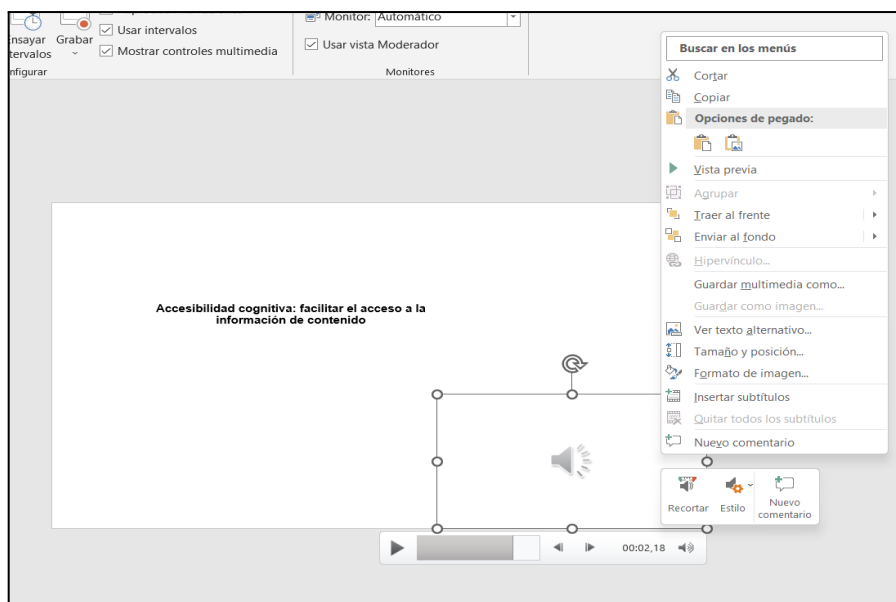 Ensayar
intervalos
Grabar
Usar intervalos
Mostrar controles multimedia
Monitor: Automático
Usar vista Moderador
Monitores
Buscar en los menús
Cortar
Copiar
Opciones de pegado:
Vista previa
Agrupar
Traer al frente
Enviar al fondo
Hipervínculo...
Guardar multimedia como...
Guardar como imagen...
Ver texto alternativo...
Tamaño y posición...
Formato de imagen...
Insertar subtítulos
Quitar todos los subtítulos
Nuevo comentario
Accesibilidad cognitiva: facilitar el acceso a la
información de contenido
Recortar
Estilo
Nuevo
comentario
00:02,18